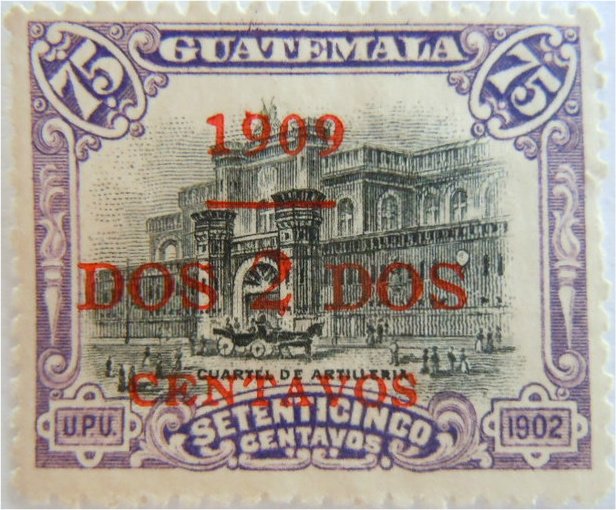 75 GUATEMALA 75
1909
DOS 2 DOS
CUARTEL DE ARTILLERIA
CENTAVOS
U.P.U. SETENTICINCO 1902
CENTAVOS.